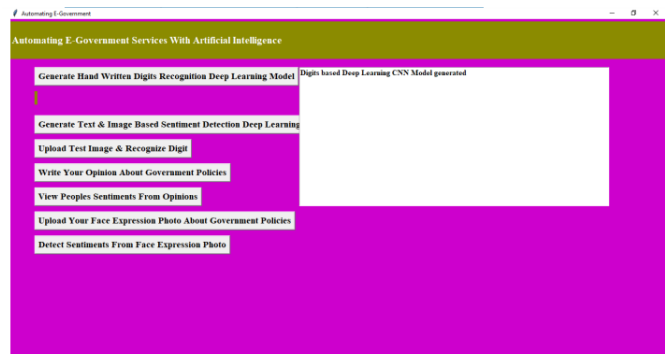 Automating E-Government
Automating E-Government Services With Artificial Intelligence
Generate Hand Written Digits Recognition Deep Learning Model
Digits based Deep Learning CNN Model generated
Generate Text & Image Based Sentiment Detection Deep Learning
Upload Test Image & Recognize Digit
Write Your Opinion About Government Policies
View Peoples Sentiments From Opinions
Upload Your Face Expression Photo About Government Policies
Detect Sentiments From Face Expression Photo